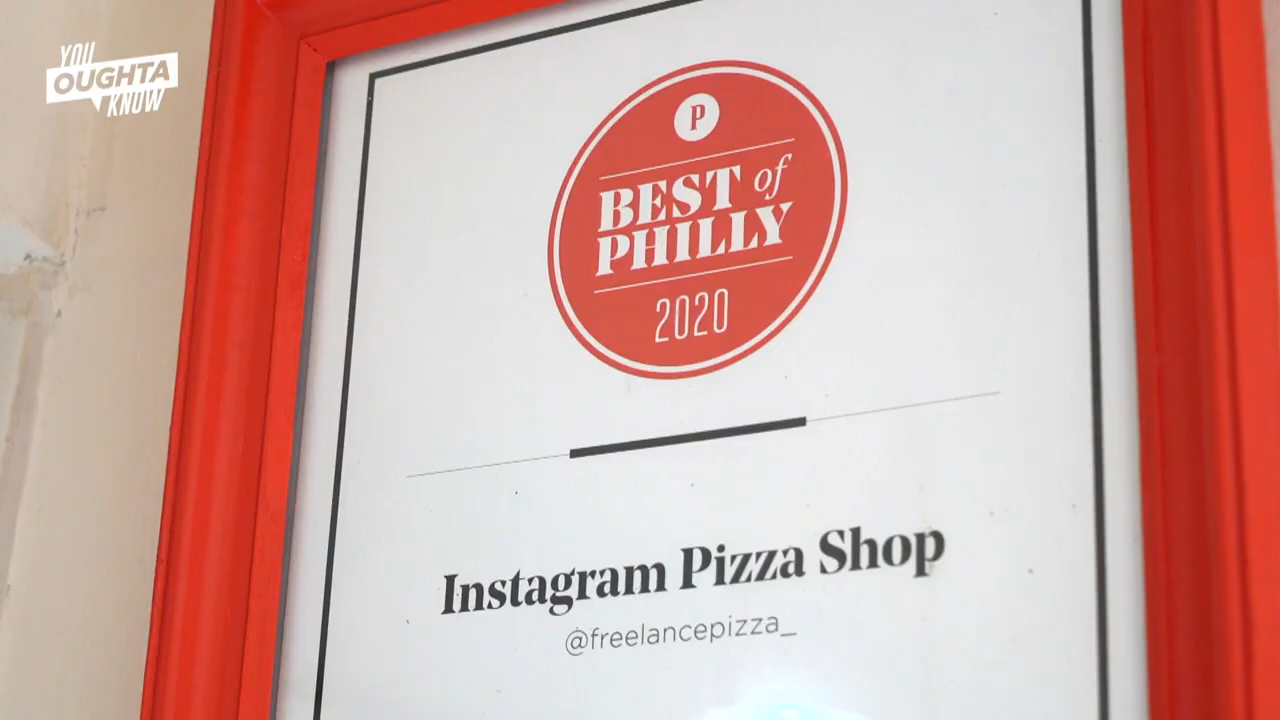 YOU
OUGHTA
KNOW
P
BEST of
PHILLY
2020
Instagram Pizza Shop
@freelancepizza_